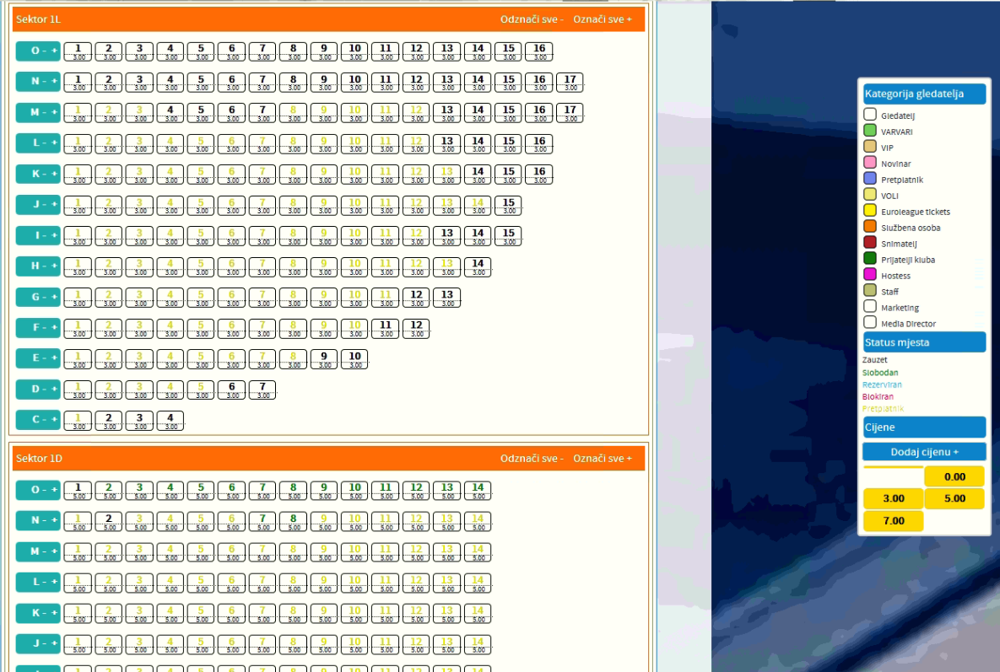 Sektor 1L Odznači sve - Označi sve +
O - + 1 2 3 4 5 6 7 8 9 10 11 12 13 14 15 16
3.00 3.00 3.00 3.00 3.00 3.00 3.00 3.00 3.00 3.00 3.00 3.00 3.00 3.00 3.00 3.00
N - + 1 2 3 4 5 6 7 8 9 10 11 12 13 14 15 16 17
3.00 3.00 3.00 3.00 3.00 3.00 3.00 3.00 3.00 3.00 3.00 3.00 3.00 3.00 3.00 3.00 3.00
M - + 1 2 3 4 5 6 7 8 9 10 11 12 13 14 15 16 17
3.00 3.00 3.00 3.00 3.00 3.00 3.00 3.00 3.00 3.00 3.00 3.00 3.00 3.00 3.00 3.00 3.00
L - + 1 2 3 4 5 6 7 8 9 10 11 12 13 14 15 16
3.00 3.00 3.00 3.00 3.00 3.00 3.00 3.00 3.00 3.00 3.00 3.00 3.00 3.00 3.00 3.00
K - + 1 2 3 4 5 6 7 8 9 10 11 12 13 14 15 16
3.00 3.00 3.00 3.00 3.00 3.00 3.00 3.00 3.00 3.00 3.00 3.00 3.00 3.00 3.00 3.00
J - + 1 2 3 4 5 6 7 8 9 10 11 12 13 14 15
3.00 3.00 3.00 3.00 3.00 3.00 3.00 3.00 3.00 3.00 3.00 3.00 3.00 3.00 3.00
I - + 1 2 3 4 5 6 7 8 9 10 11 12 13 14 15
3.00 3.00 3.00 3.00 3.00 3.00 3.00 3.00 3.00 3.00 3.00 3.00 3.00 3.00 3.00
H - + 1 2 3 4 5 6 7 8 9 10 11 12 13 14
3.00 3.00 3.00 3.00 3.00 3.00 3.00 3.00 3.00 3.00 3.00 3.00 3.00 3.00
G - + 1 2 3 4 5 6 7 8 9 10 11 12 13
3.00 3.00 3.00 3.00 3.00 3.00 3.00 3.00 3.00 3.00 3.00 3.00 3.00
F - + 1 2 3 4 5 6 7 8 9 10 11 12
3.00 3.00 3.00 3.00 3.00 3.00 3.00 3.00 3.00 3.00 3.00 3.00
E - + 1 2 3 4 5 6 7 8 9 10
3.00 3.00 3.00 3.00 3.00 3.00 3.00 3.00 3.00 3.00
D - + 1 2 3 4 5 6 7
3.00 3.00 3.00 3.00 3.00 3.00 3.00
C - + 1 2 3 4
3.00 3.00 3.00 3.00
Sektor 1D Odznači sve - Označi sve +
O - + 1 2 3 4 5 6 7 8 9 10 11 12 13 14
5.00 5.00 5.00 5.00 5.00 5.00 5.00 5.00 5.00 5.00 5.00 5.00 5.00 5.00
N - + 1 2 3 4 5 6 7 8 9 10 11 12 13 14
5.00 5.00 5.00 5.00 5.00 5.00 5.00 5.00 5.00 5.00 5.00 5.00 5.00 5.00
M - + 1 2 3 4 5 6 7 8 9 10 11 12 13 14
5.00 5.00 5.00 5.00 5.00 5.00 5.00 5.00 5.00 5.00 5.00 5.00 5.00 5.00
L - + 1 2 3 4 5 6 7 8 9 10 11 12 13 14
5.00 5.00 5.00 5.00 5.00 5.00 5.00 5.00 5.00 5.00 5.00 5.00 5.00 5.00
K - + 1 2 3 4 5 6 7 8 9 10 11 12 13 14
5.00 5.00 5.00 5.00 5.00 5.00 5.00 5.00 5.00 5.00 5.00 5.00 5.00 5.00
J - + 1 2 3 4 5 6 7 8 9 10 11 12 13 14
5.00 5.00 5.00 5.00 5.00 5.00 5.00 5.00 5.00 5.00 5.00 5.00 5.00 5.00
1 2 3 4 5 6 7 8 9 10 11 12 13 14
Kategorija gledatelja
Gledatelj
VARVARI
VIP
Novinar
Pretplatnik
VOLI
Euroleague tickets
Službena osoba
Snimatelj
Prijatelji kluba
Hostess
Staff
Marketing
Media Director
Status mjesta
Zauzet
Slobodan
Rezerviran
Blokiran
Pretplatnik
Cijene
Dodaj cijenu +
0.00
3.00 5.00
7.00